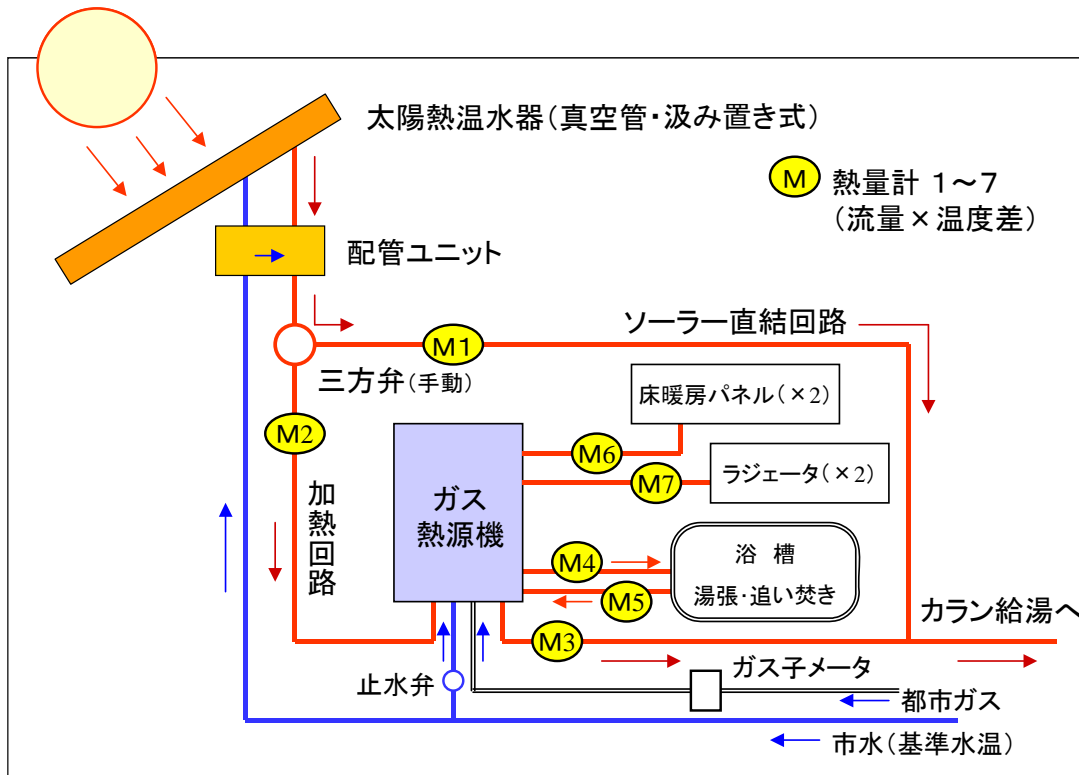 太陽熱温水器(真空管・汲み置き式)
M 熱量計 1~7
(流量×温度差)
配管ユニット
ソーラー直結回路
M1
三方弁(手動)
床暖房パネル(×2)
M2
M6
ガス
熱源機
M7
ラジェータ(×2)
加熱回路
M4
浴 槽
湯張・追い焚き
M5
カラン給湯へ
M3
ガス子メータ
止水弁
都市ガス
市水(基準水温)